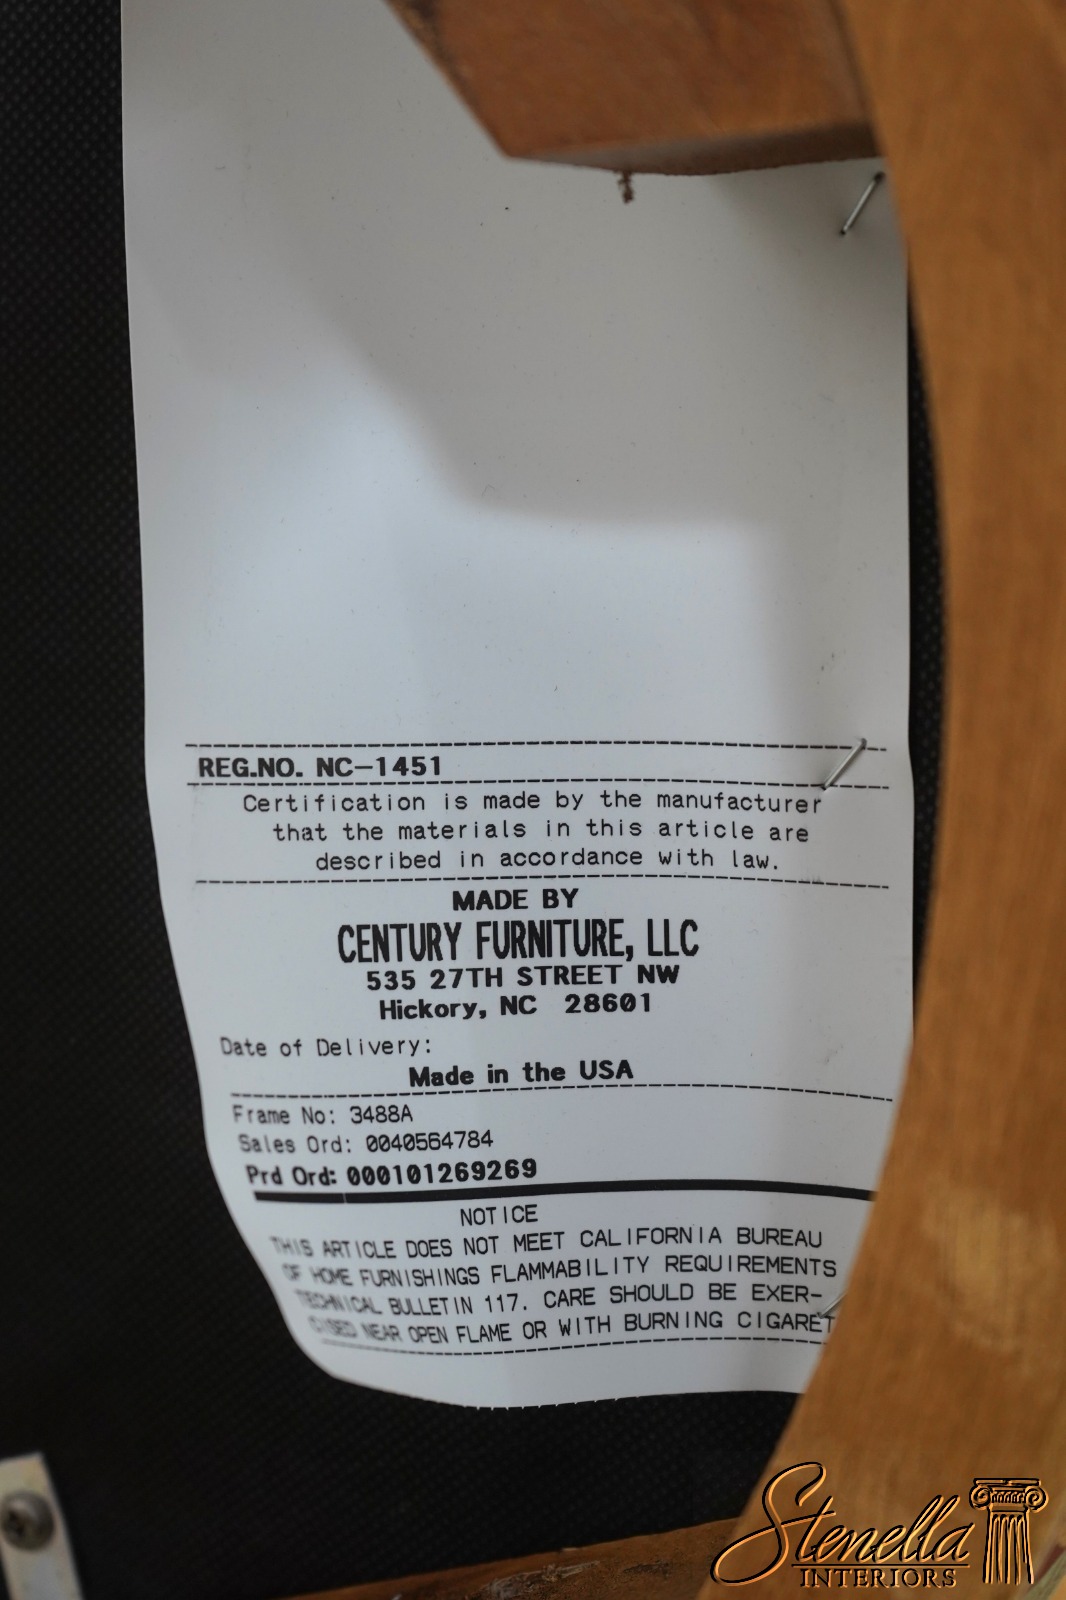 REG.NO. NC-1451
Certification is made by the manufacturer
that the materials in this article are
described in accordance with law.
MADE BY
CENTURY FURNITURE, LLC
535 27TH STREET NW
Hickory, NC 28601
Date of Delivery:
Made in the USA
Frame No: 3488A
Sales Ord: 0040564784
Prd Ord: 000101269269
NOTICE
THIS ARTICLE DOES NOT MEET CALIFORNIA BUREAU
OF HOME FURNISHINGS FLAMMABILITY REQUIREMENTS
TECHNICAL BULLETIN 117. CARE SHOULD BE EXER-
CISED NEAR OPEN FLAME OR WITH BURNING CIGARET
Stenella
INTERIORS